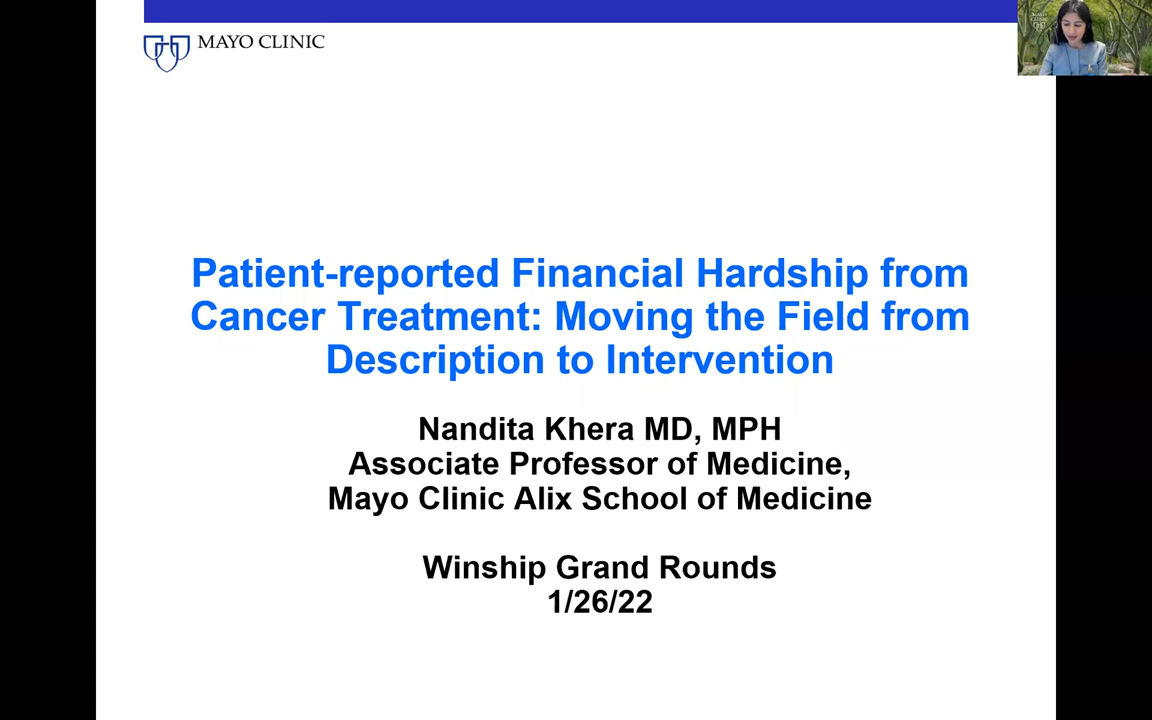 MAYO CLINIC
Patient-reported Financial Hardship from
Cancer Treatment: Moving the Field from
Description to Intervention
Nandita Khera MD, MPH
Associate Professor of Medicine,
Mayo Clinic Alix School of Medicine
Winship Grand Rounds
1/26/22